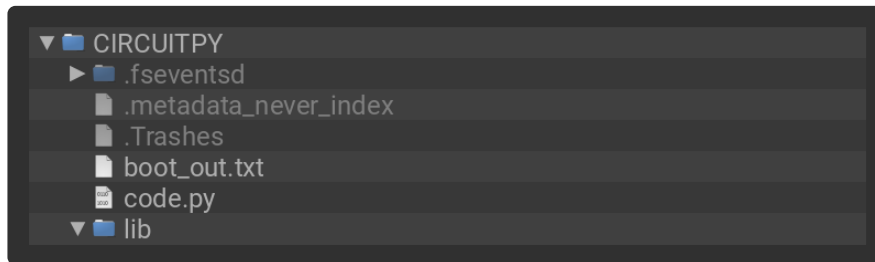 CIRCUITPY
.fseventsd
.metadata_never_index
.Trashes
boot_out.txt
code.py
lib